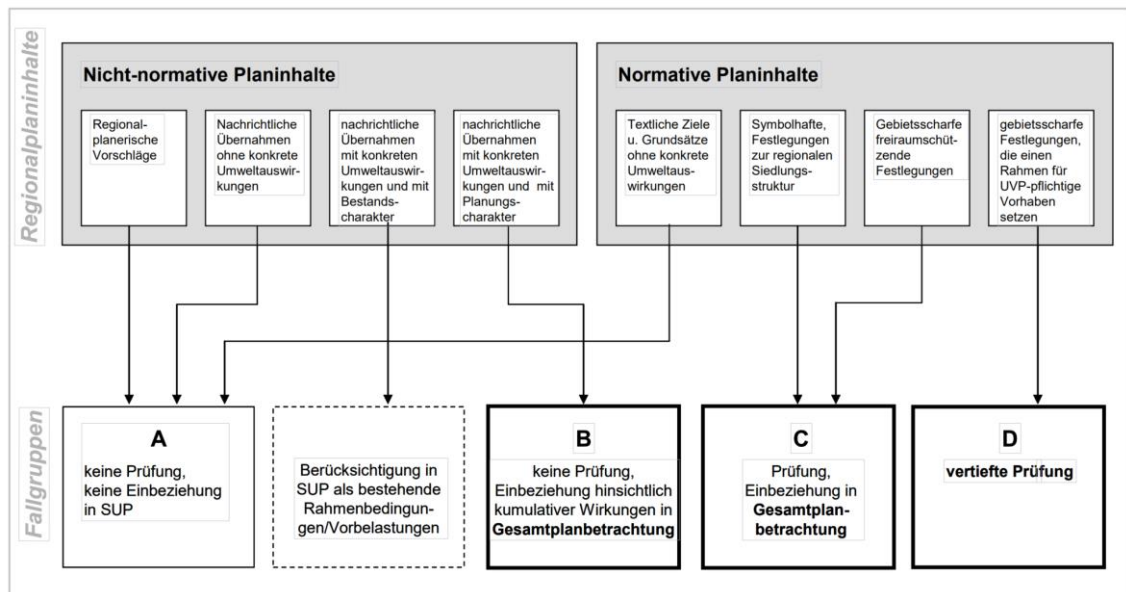 Regionalplaninhalte
Nicht-normative Planinhalte
Regional-
planerische
Vorschläge
Nachrichtliche
Übernahmen
ohne konkrete
Umweltauswir-
kungen
nachrichtliche
Übernahmen
mit konkreten
Umweltauswir-
kungen und mit
Bestands-
charakter
nachrichtliche
Übernahmen
mit konkreten
Umweltauswir-
kungen und mit
Planungs-
charakter
Normative Planinhalte
Textliche Ziele
u. Grundsätze
ohne konkrete
Umweltaus-
wirkungen
Symbolhafte,
Festlegungen
zur regionalen
Siedlungs-
struktur
Gebietsscharfe
freiraumschüt-
zende
Festlegungen
gebietsscharfe
Festlegungen,
die einen
Rahmen für
UVP-pflichtige
Vorhaben
setzen
Fallgruppen
A
keine Prüfung,
keine Einbeziehung
in SUP
Berücksichtigung in
SUP als bestehende
Rahmenbedingun-
gen/Vorbelastungen
B
keine Prüfung,
Einbeziehung hinsichtlich
kumulativer Wirkungen in
Gesamtplanbetrachtung
C
Prüfung,
Einbeziehung in
Gesamtplan-
betrachtung
D
vertiefte Prüfung